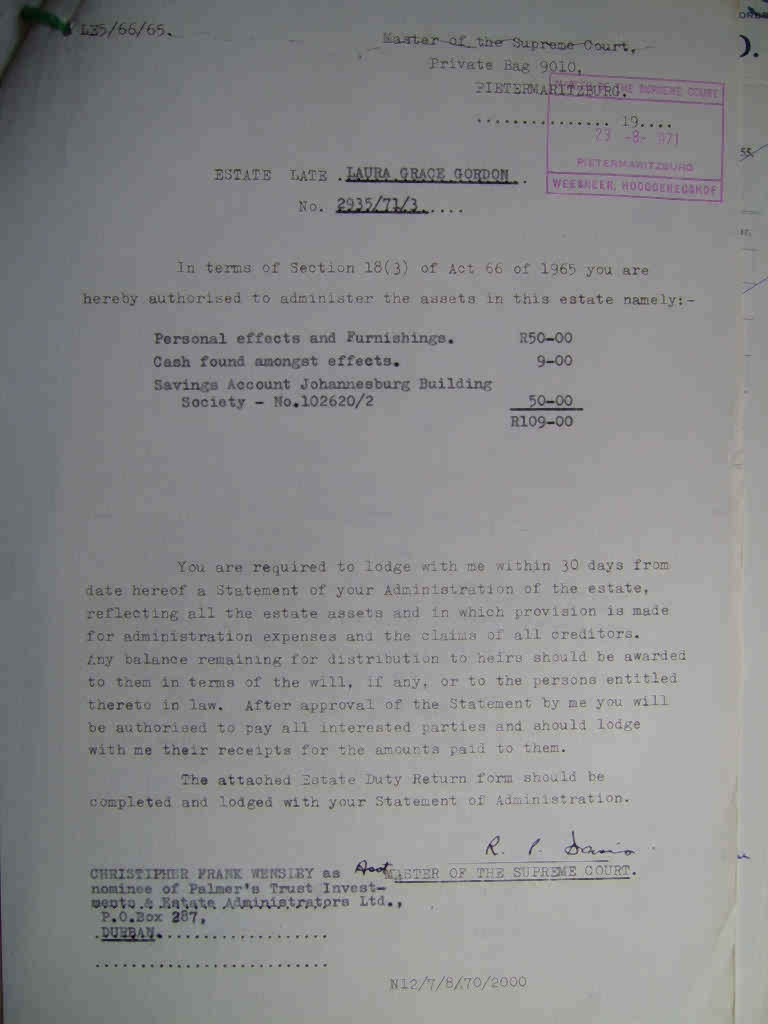 LE5/66/65.
Master of the Supreme Court,
Private Bag 9010,
PIETERMARITZBURG.
............... 19....
THE SUPREME COURT
23 -8- 1971
PIETERMARITZBURG
WEESHEER, HOOGGEREGSHOF
ESTATE LATE .LAURA GRACE GORDON..
No. 2935/71/3....
In terms of Section 18(3) of Act 66 of 1965 you are
hereby authorised to administer the assets in this estate namely:-
Personal effects and Furnishings. R50-00
Cash found amongst effects. 9-00
Savings Account Johannesburg Building
Society - No.102620/2 50-00
R109-00
You are required to lodge with me within 30 days from
date hereof a Statement of your Administration of the estate,
reflecting all the estate assets and in which provision is made
for administration expenses and the claims of all creditors.
Any balance remaining for distribution to heirs should be awarded
to them in terms of the will, if any, or to the persons entitled
thereto in law. After approval of the Statement by me you will
be authorised to pay all interested parties and should lodge
with me their receipts for the amounts paid to them.
The attached Estate Duty Return form should be
completed and lodged with your Statement of Administration.
R. P.
Asst MASTER OF THE SUPREME COURT.
CHRISTIPHER FRANK WENSLEY as
nominee of Palmer's Trust Invest-
ments & Estate Administrators Ltd.,
P.O.Box 287,
.DURBAN...................
..........................
N12/7/8/70/2000